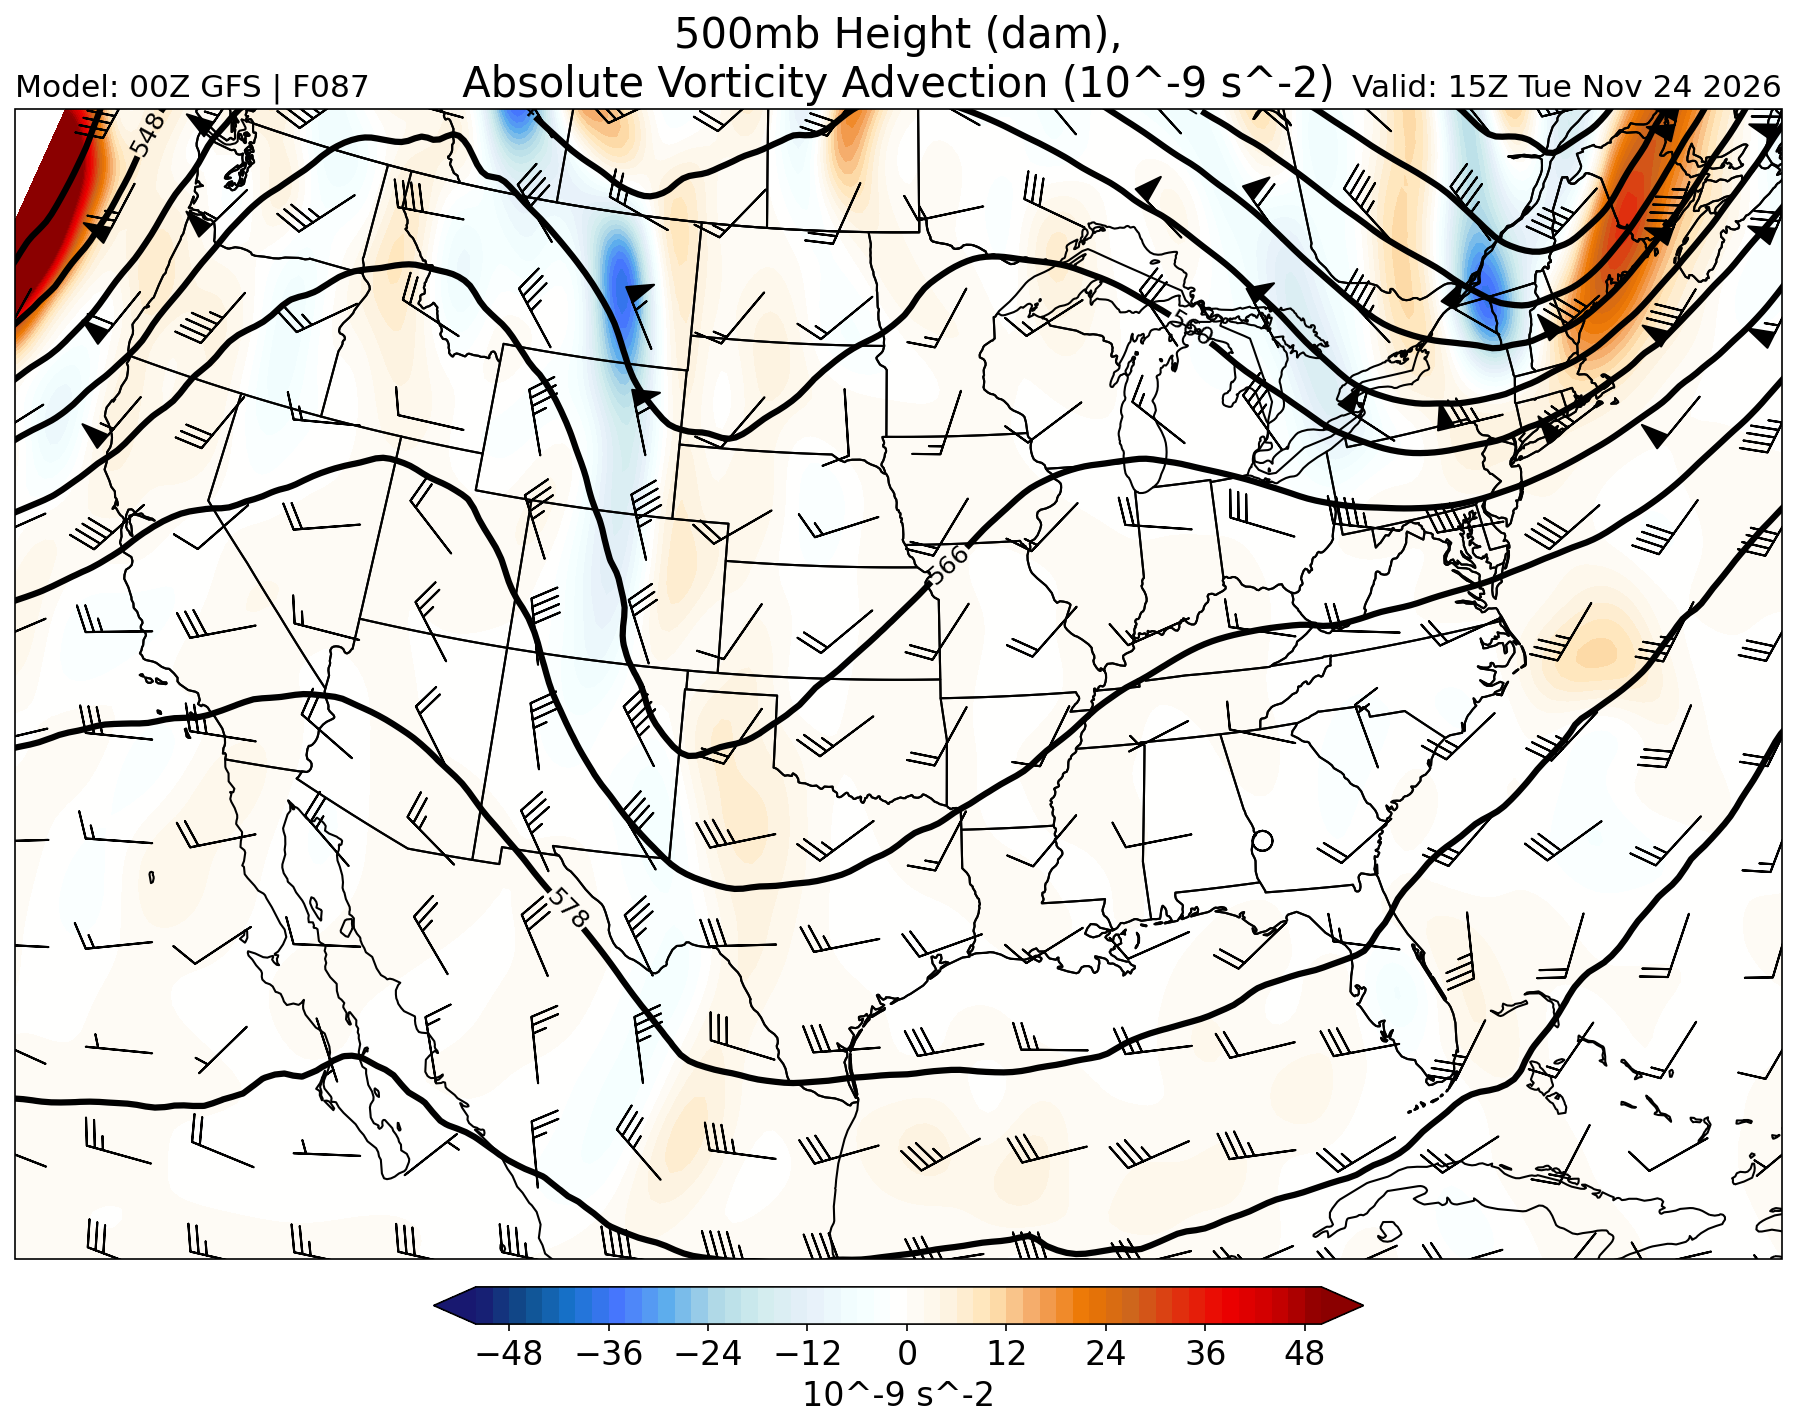 500mb Height (dam),
Model: 00Z GFS | F087
Absolute Vorticity Advection (10^-9 s^-2)
Valid: 15Z Tue Nov 24 2026
548
566
578
−48 −36 −24 −12 0 12 24 36 48
10^-9 s^-2